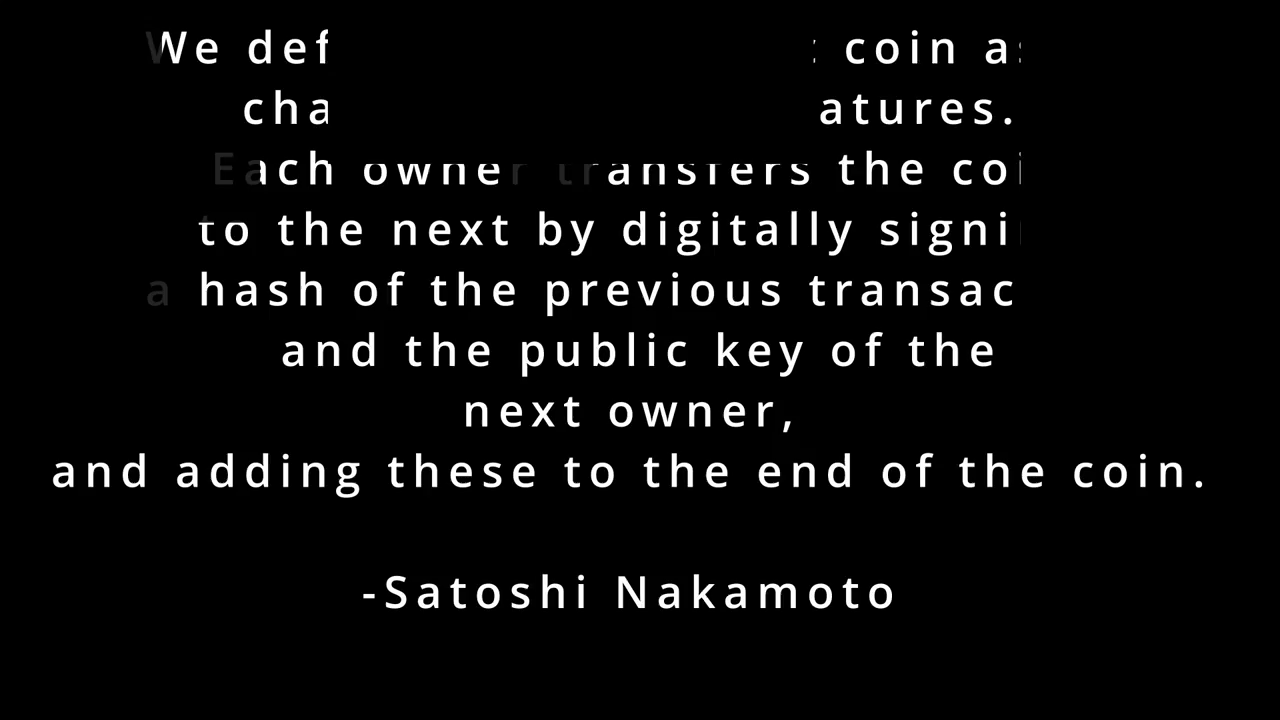 We def coin as
cha atures.
Each owner transfers the coi
to the next by digitally signi
a hash of the previous transac
and the public key of the
next owner,
and adding these to the end of the coin.
-Satoshi Nakamoto